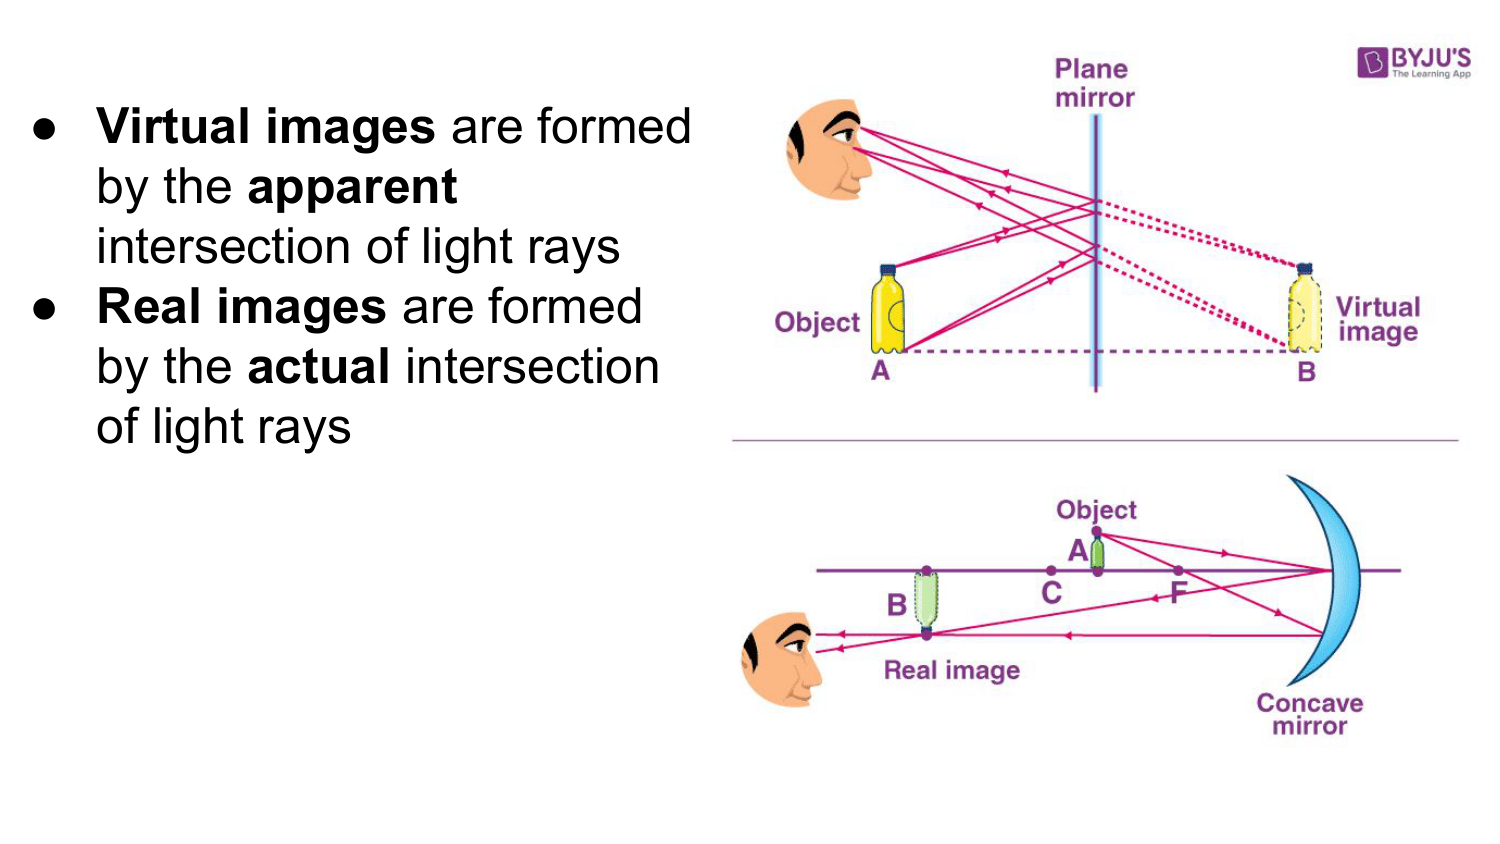 ● Virtual images are formed
by the apparent
intersection of light rays
● Real images are formed
by the actual intersection
of light rays
BYJU'S
The Learning App
Plane
mirror
Object
A
Virtual
image
B
Object
A
B
C
F
Real image
Concave
mirror